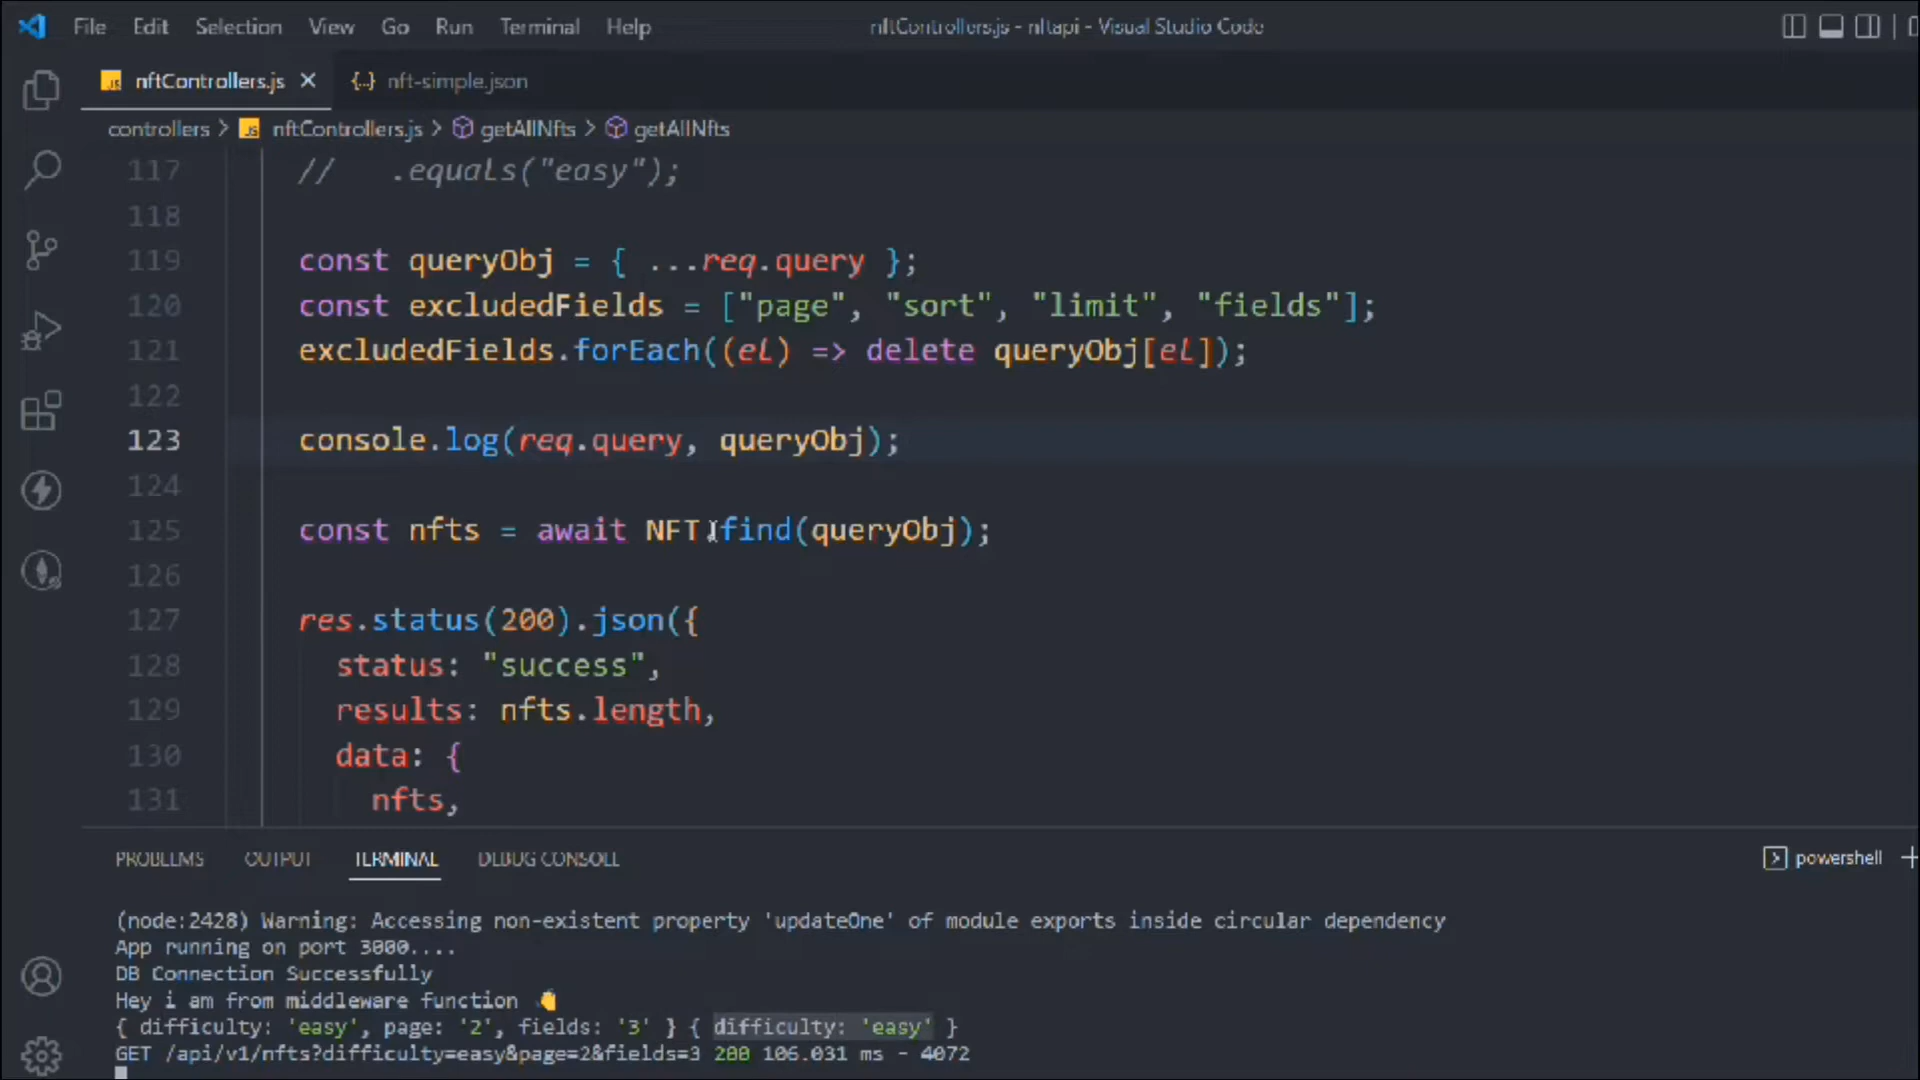 File Edit Selection View Go Run Terminal Help nftControllers.js - nftapi - Visual Studio Code
nftControllers.js nft-simple.json
controllers > nftControllers.js > getAllNfts > getAllNfts
117 // .equals("easy");
118
119 const queryObj = { ...req.query };
120 const excludedFields = ["page", "sort", "limit", "fields"];
121 excludedFields.forEach((el) => delete queryObj[el]);
122
123 console.log(req.query, queryObj);
124
125 const nfts = await NFT.find(queryObj);
126
127 res.status(200).json({
128 status: "success",
129 results: nfts.length,
130 data: {
131 nfts,
PROBLEMS OUTPUT TERMINAL DEBUG CONSOLE powershell
(node:2428) Warning: Accessing non-existent property 'updateOne' of module exports inside circular dependency
App running on port 3000....
DB Connection Successfully
Hey i am from middleware function 👋
{ difficulty: 'easy', page: '2', fields: '3' } { difficulty: 'easy' }
GET /api/v1/nfts?difficulty=easy&page=2&fields=3 200 106.031 ms - 4072